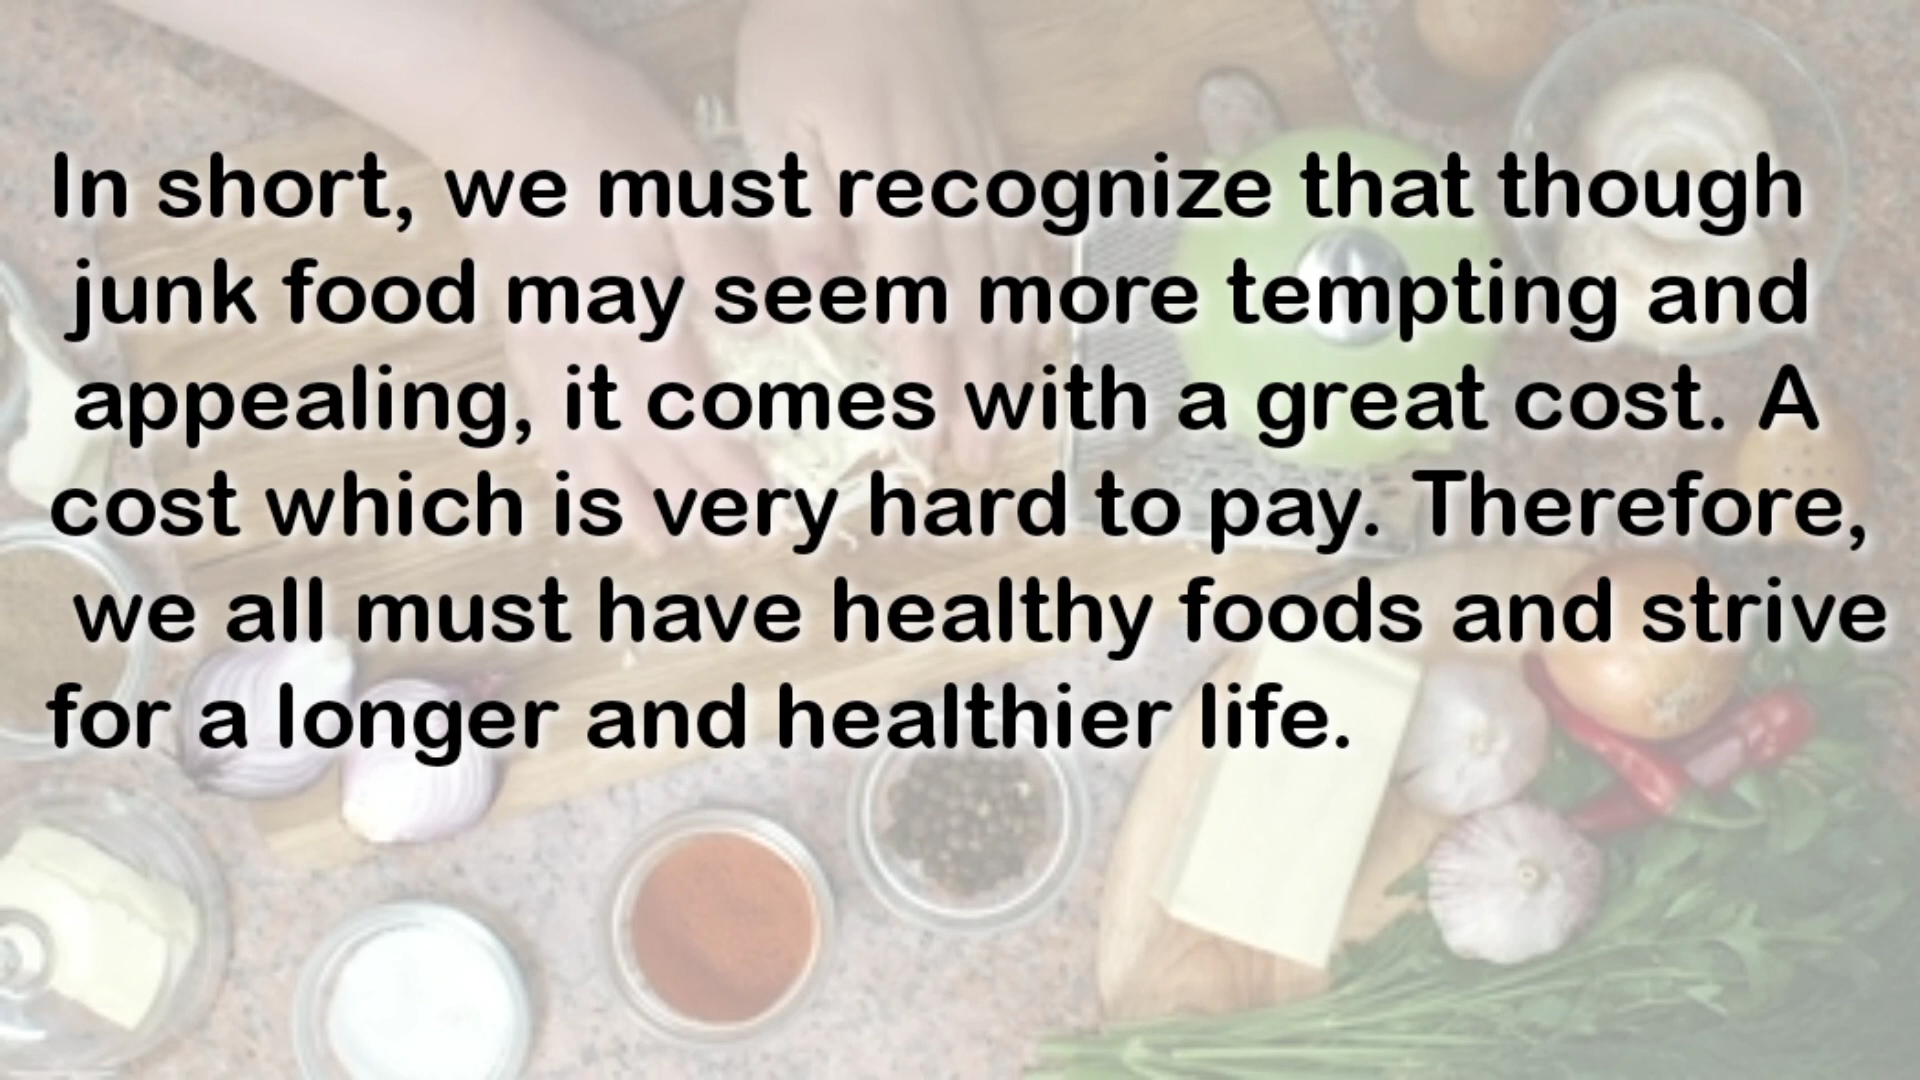 In short, we must recognize that though
junk food may seem more tempting and
appealing, it comes with a great cost. A
cost which is very hard to pay. Therefore,
we all must have healthy foods and strive
for a longer and healthier life.